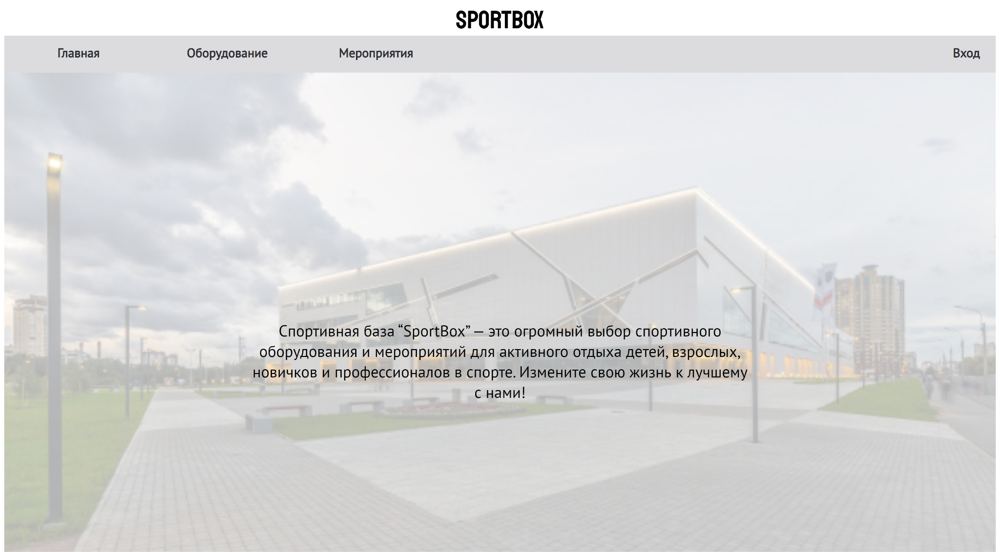 SPORTBOX
Главная Оборудование Мероприятия Вход
Спортивная база “SportBox” — это огромный выбор спортивного
оборудования и мероприятий для активного отдыха детей, взрослых,
новичков и профессионалов в спорте. Измените свою жизнь к лучшему
с нами!